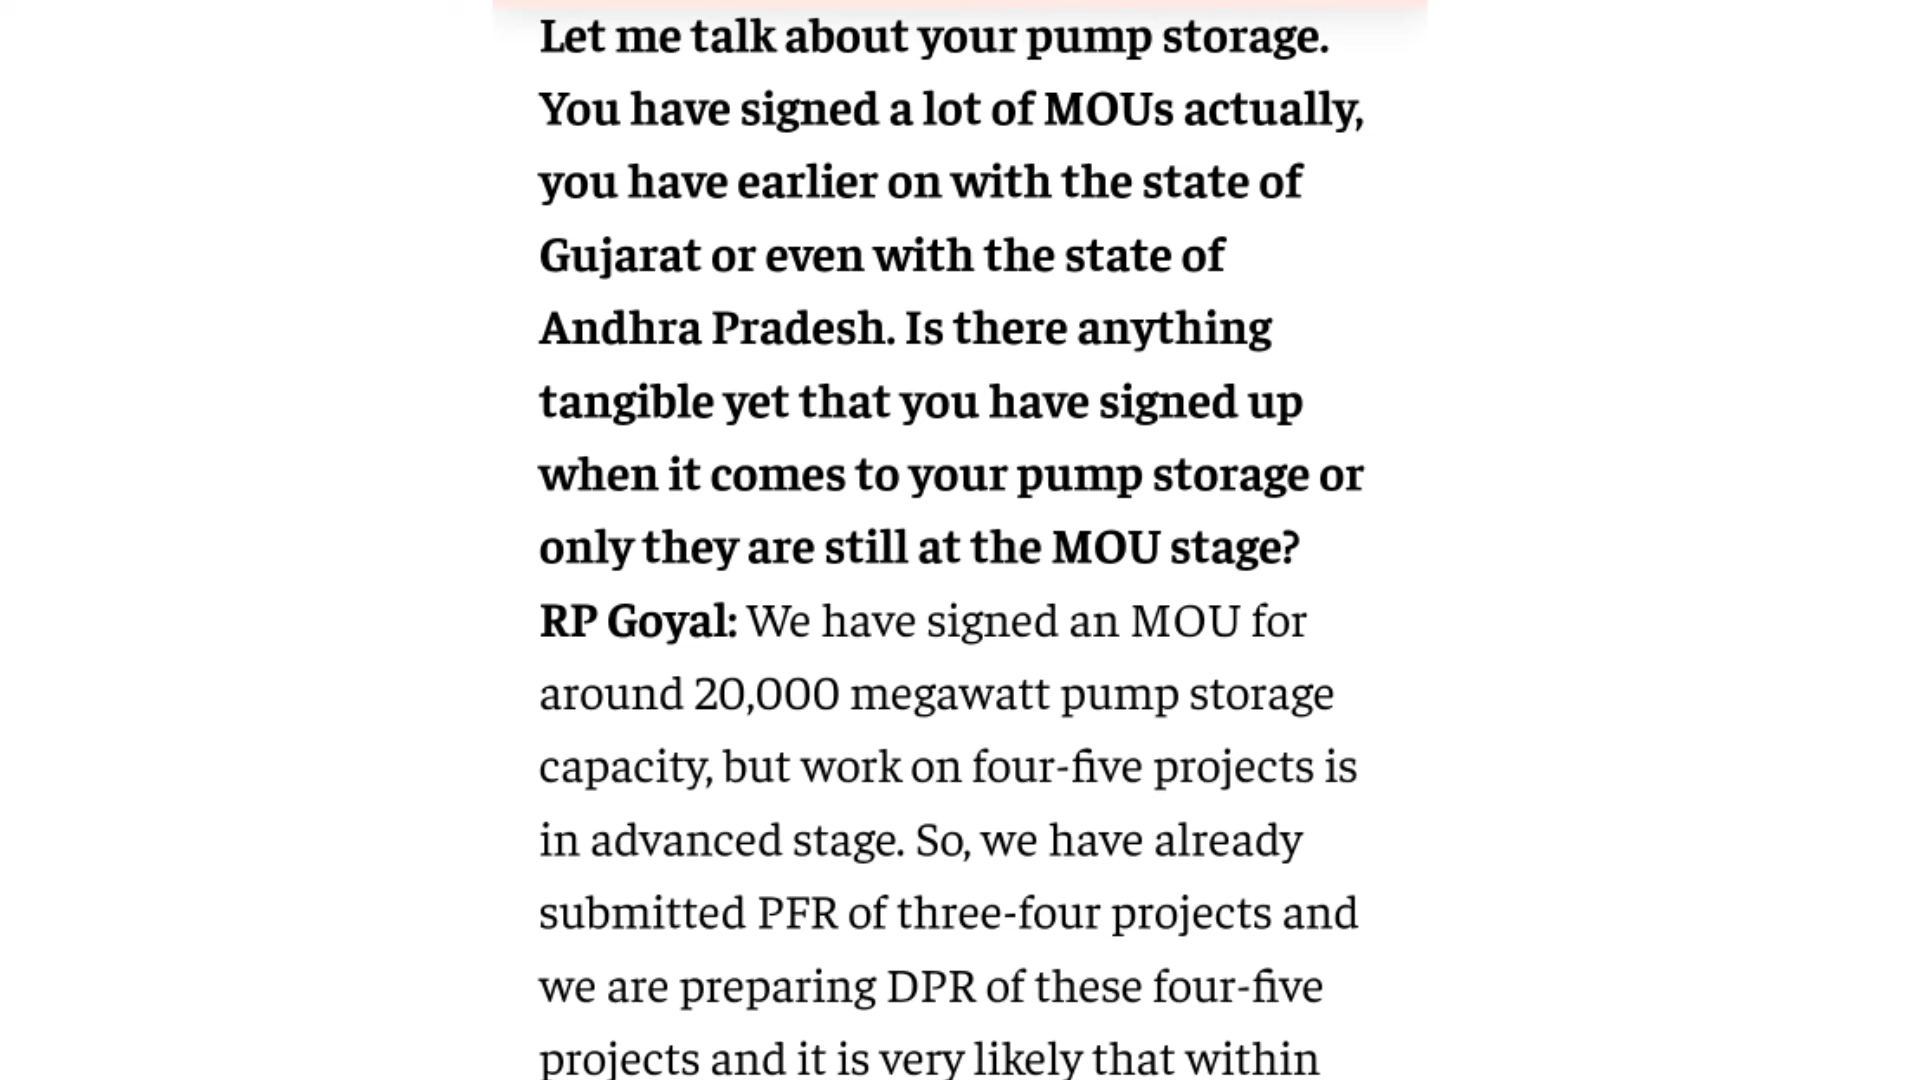 Let me talk about your pump storage.
You have signed a lot of MOUs actually,
you have earlier on with the state of
Gujarat or even with the state of
Andhra Pradesh. Is there anything
tangible yet that you have signed up
when it comes to your pump storage or
only they are still at the MOU stage?
RP Goyal: We have signed an MOU for
around 20,000 megawatt pump storage
capacity, but work on four-five projects is
in advanced stage. So, we have already
submitted PFR of three-four projects and
we are preparing DPR of these four-five
projects and it is very likely that within